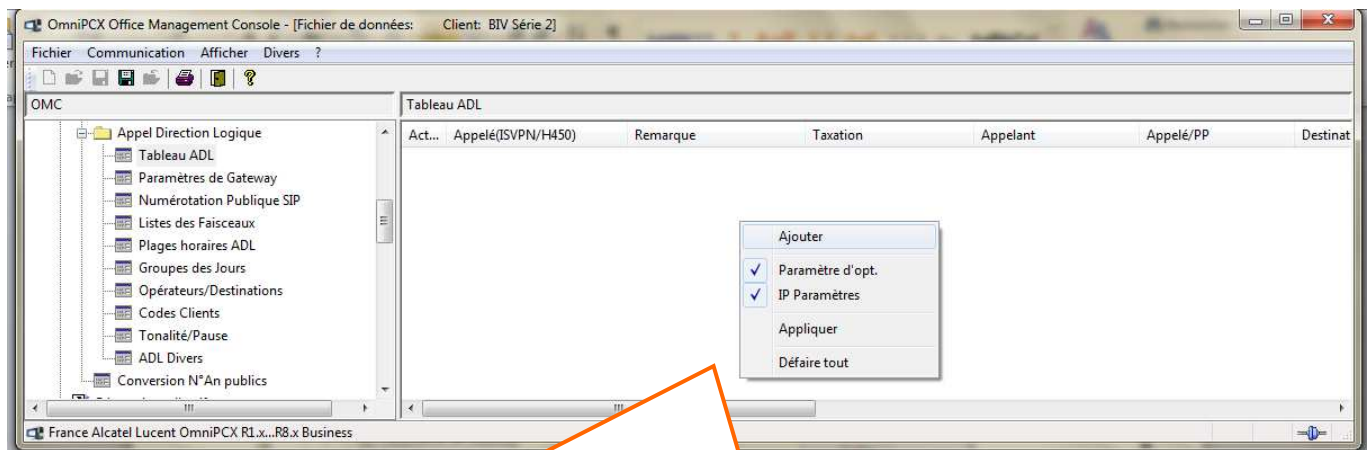 OmniPCX Office Management Console - [Fichier de données: Client: BIV Série 2]
Fichier Communication Afficher Divers ?
OMC
Tableau ADL
Appel Direction Logique
Tableau ADL
Paramètres de Gateway
Numérotation Publique SIP
Listes des Faisceaux
Plages horaires ADL
Groupes des Jours
Opérateurs/Destinations
Codes Clients
Tonalité/Pause
ADL Divers
Conversion N°An publics
Act... Appelé(ISVPN/H450) Remarque Taxation Appelant Appelé/PP Destinat
Ajouter
Paramètre d'opt.
IP Paramètres
Appliquer
Défaire tout
France Alcatel Lucent OmniPCX R1.x...R8.x Business